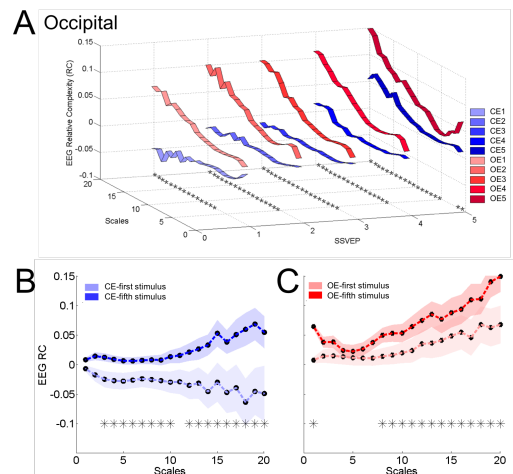 A Occipital
EEG Relative Complexity (RC)
0.15
0.1
0.05
0
-0.05
-0.1
20
15
10
5
0
Scales
0
1
2
3
4
5
SSVEP
CE1
CE2
CE3
CE4
CE5
OE1
OE2
OE3
OE4
OE5
B
CE-first stimulus
CE-fifth stimulus
EEG RC
0.15
0.1
0.05
0
-0.05
-0.1
0 5 10 15 20
Scales
C
OE-first stimulus
OE-fifth stimulus
0 5 10 15 20
Scales